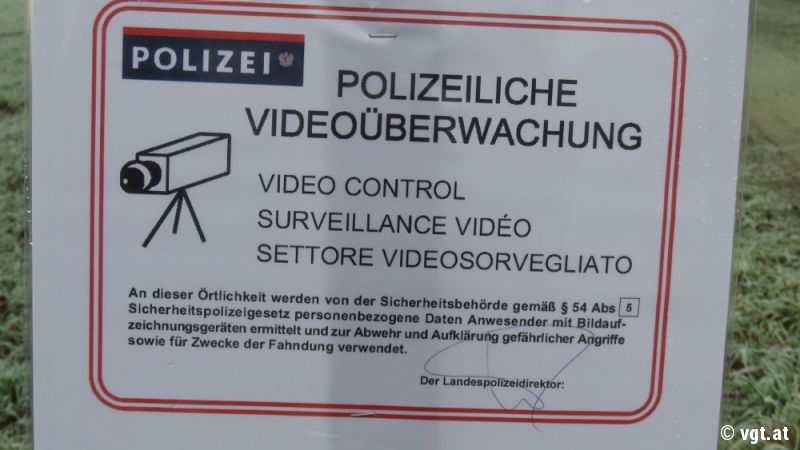 POLIZEI
POLIZEILICHE
VIDEOÜBERWACHUNG
VIDEO CONTROL
SURVEILLANCE VIDÉO
SETTORE VIDEOSORVEGLIATO
An dieser Örtlichkeit werden von der Sicherheitsbehörde gemäß § 54 Abs 5
Sicherheitspolizeigesetz personenbezogene Daten Anwesender mit Bildauf-
zeichnungsgeräten ermittelt und zur Abwehr und Aufklärung gefährlicher Angriffe
sowie für Zwecke der Fahndung verwendet.
Der Landespolizeidirektor:
© vgt.at